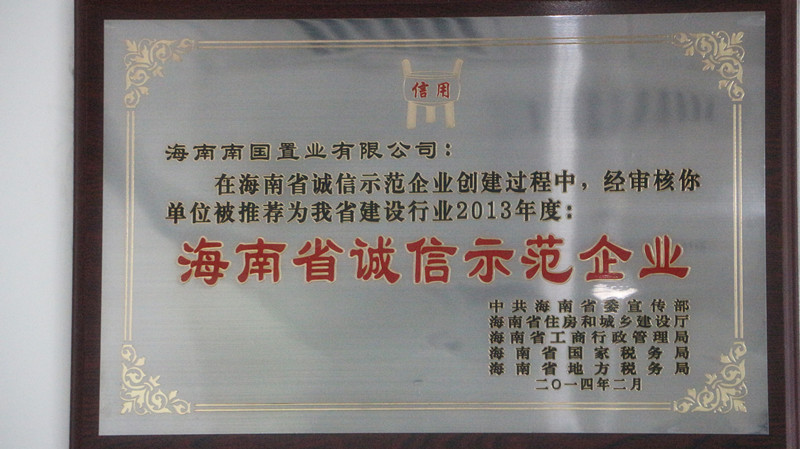 信用
海南南国置业有限公司：
在海南省诚信示范企业创建过程中，经审核你
单位被推荐为我省建设行业2013年度：
海南省诚信示范企业
中共海南省委宣传部
海南省住房和城乡建设厅
海南省工商行政管理局
海南省国家税务局
海南省地方税务局
二〇一四年二月